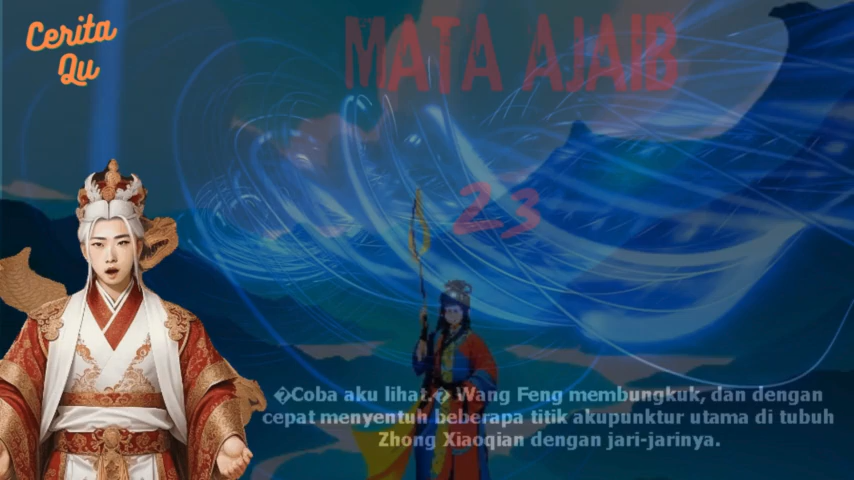 Cerita
Qu
MATA AJAIB
23
�Coba aku lihat.� Wang Feng membungkuk, dan dengan
cepat menyentuh beberapa titik akupunktur utama di tubuh
Zhong Xiaoqian dengan jari-jarinya.